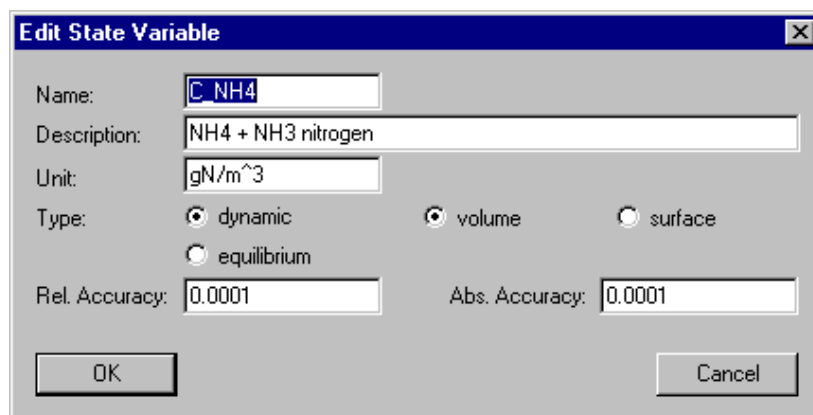 Edit State Variable
Name: C_NH4
Description: NH4 + NH3 nitrogen
Unit: gN/m^3
Type: dynamic volume surface
equilibrium
Rel. Accuracy: 0.0001 Abs. Accuracy: 0.0001
OK Cancel